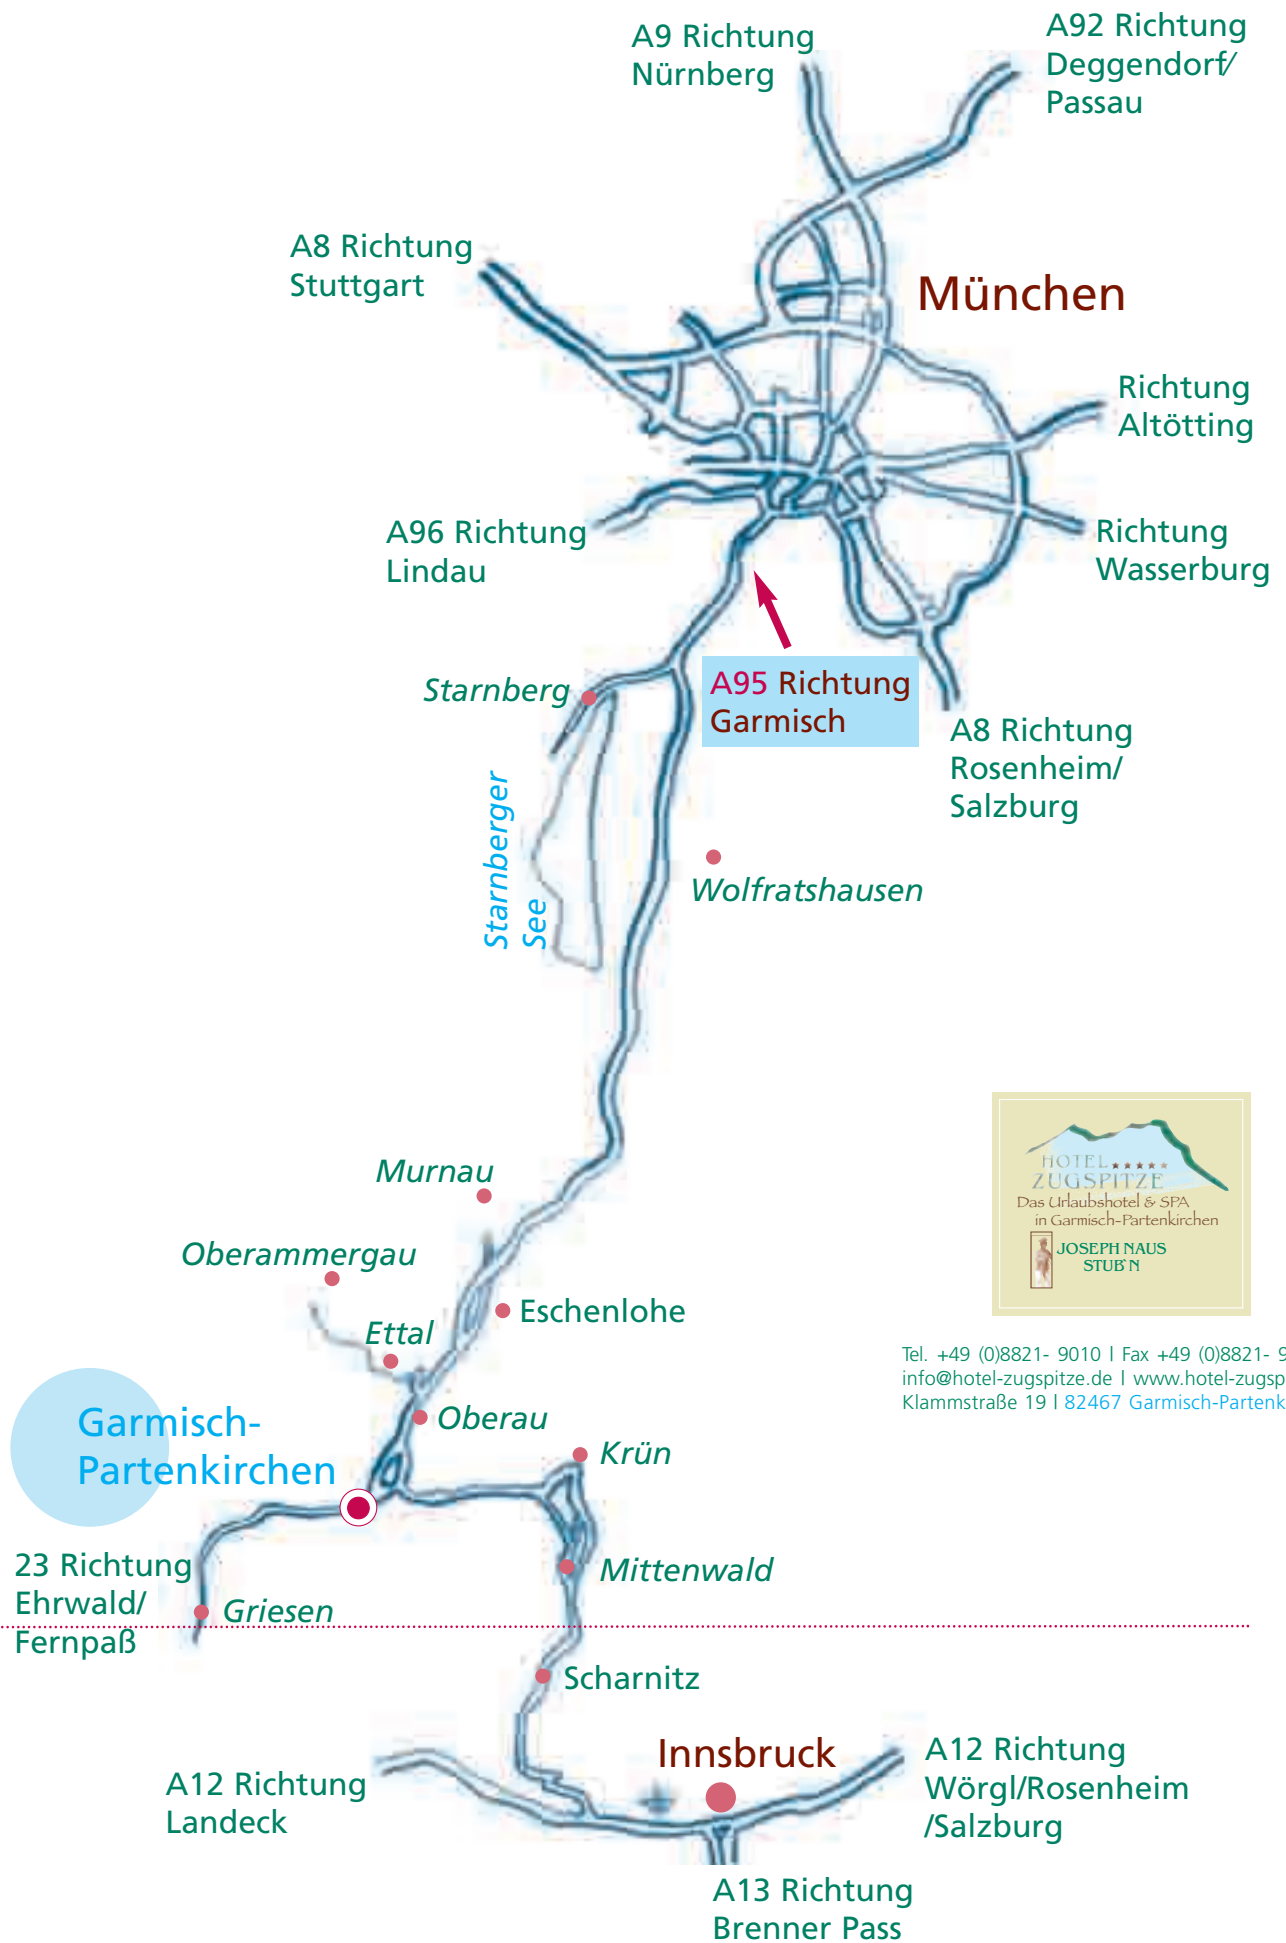 A9 Richtung
Nürnberg
A92 Richtung
Deggendorf/
Passau
A8 Richtung
Stuttgart
München
Richtung
Altötting
A96 Richtung
Lindau
Richtung
Wasserburg
Starnberg
A95 Richtung
Garmisch
A8 Richtung
Rosenheim/
Salzburg
Starnberger
See
Wolfratshausen
HOTEL
ZUGSPITZE
Das Urlaubshotel & SPA
in Garmisch-Partenkirchen
JOSEPH NAUS
STUB`N
Murnau
Oberammergau
Eschenlohe
Ettal
Tel. +49 (0)8821- 9010 l Fax +49 (0)8821- 9
info@hotel-zugspitze.de l www.hotel-zugsp
Klammstraße 19 l 82467 Garmisch-Partenk
Garmisch-
Partenkirchen
Oberau
Krün
23 Richtung
Ehrwald/
Fernpaß
Mittenwald
Griesen
Scharnitz
Innsbruck
A12 Richtung
Landeck
A12 Richtung
Wörgl/Rosenheim
/Salzburg
A13 Richtung
Brenner Pass